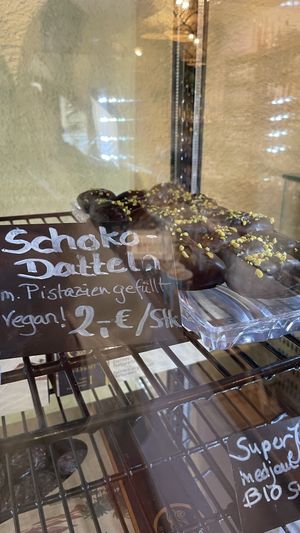 Schoko-
Datteln
m. Pistazien gefüllt
Vegan! 2,-€/Stk
Super
medjoul
BIO